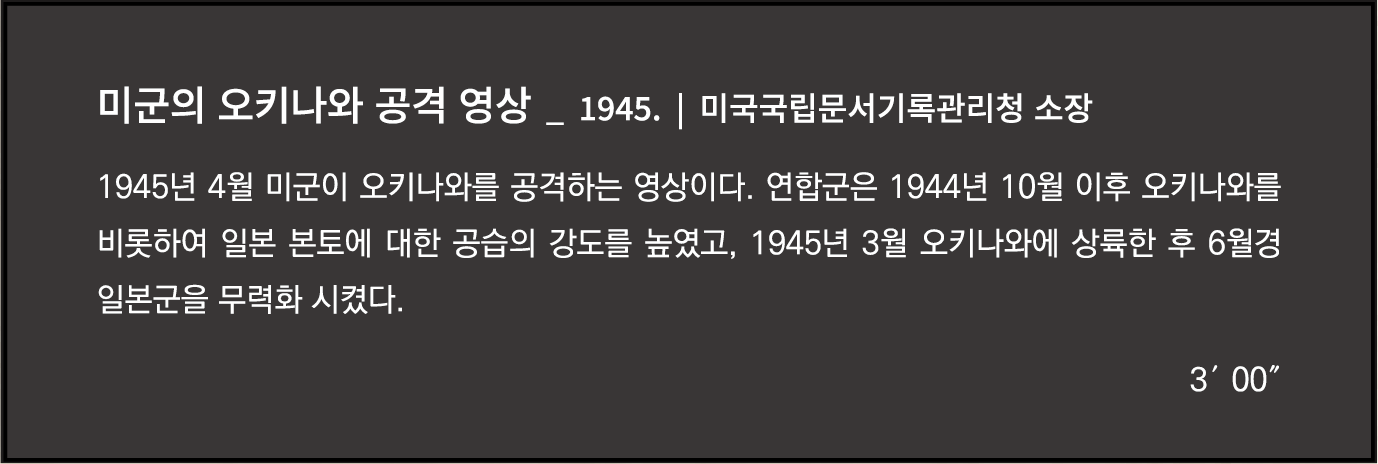 미군의 오키나와 공격 영상 _ 1945. | 미국국립문서기록관리청 소장
1945년 4월 미군이 오키나와를 공격하는 영상이다. 연합군은 1944년 10월 이후 오키나와를
비롯하여 일본 본토에 대한 공습의 강도를 높였고, 1945년 3월 오키나와에 상륙한 후 6월경
일본군을 무력화 시켰다.
3′ 00″